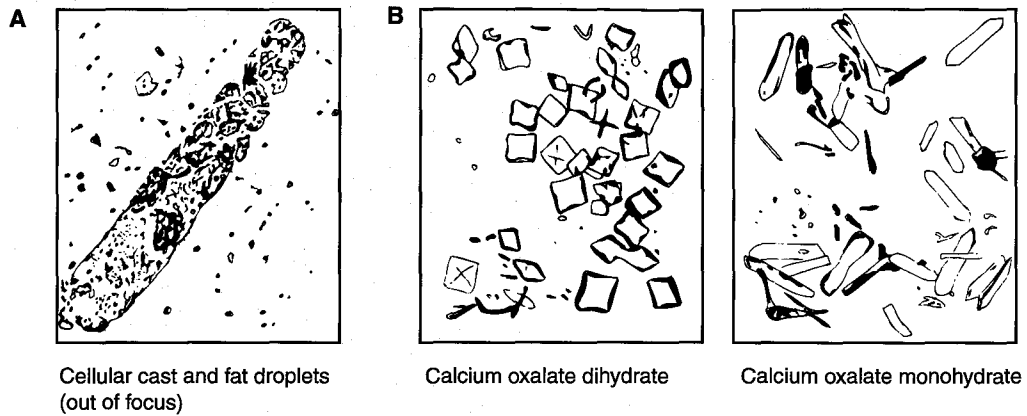 A
B
Cellular cast and fat droplets
(out of focus)
Calcium oxalate dihydrate
Calcium oxalate monohydrate